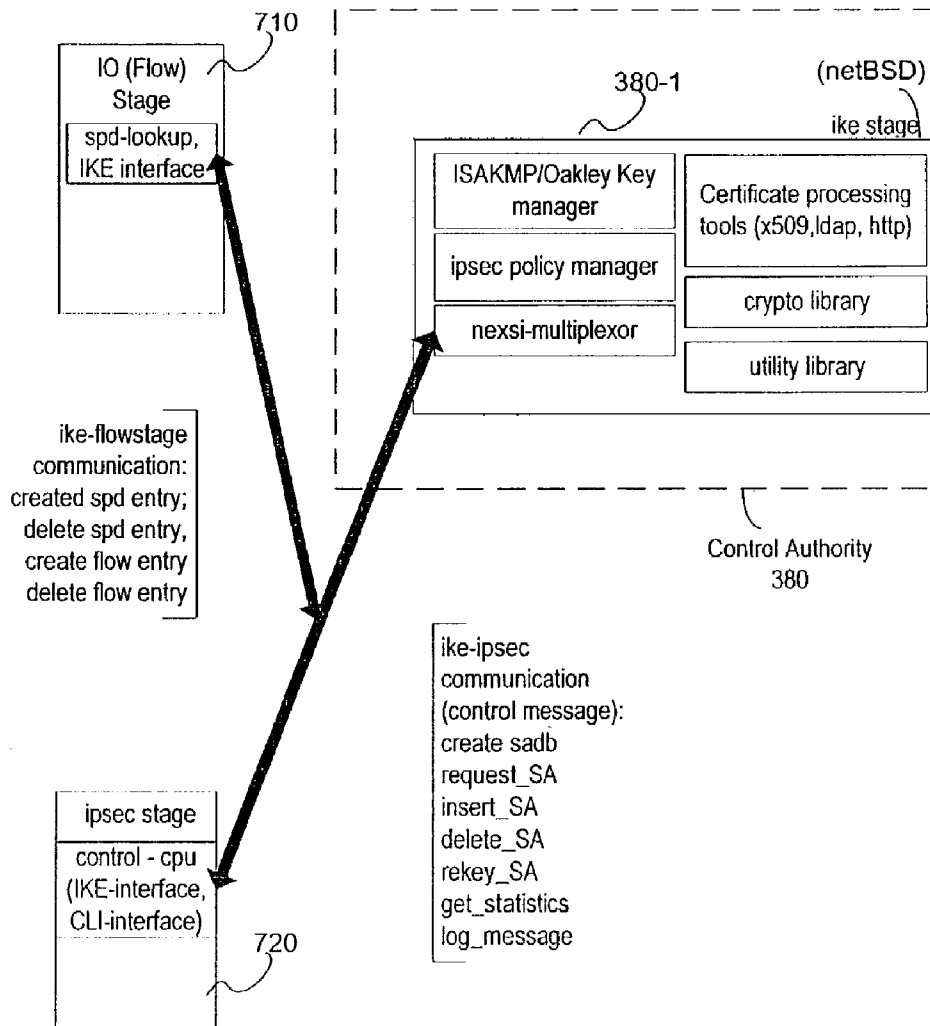 710
IO (Flow)
Stage
spd-lookup,
IKE interface
380-1
(netBSD)
ike stage
ISAKMP/Oakley Key
manager
ipsec policy manager
nexsi-multiplexor
Certificate processing
tools (x509,ldap, http)
crypto library
utility library
ike-flowstage
communication:
created spd entry;
delete spd entry,
create flow entry
delete flow entry
Control Authority
380
ike-ipsec
communication
(control message):
create sadb
request_SA
insert_SA
delete_SA
rekey_SA
get_statistics
log_message
ipsec stage
control - cpu
(IKE-interface,
CLI-interface)
720